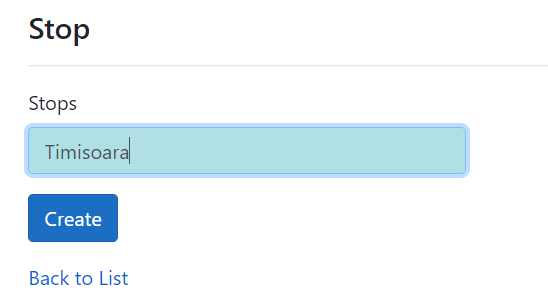 Stop
Stops
Timisoara
Create
Back to List